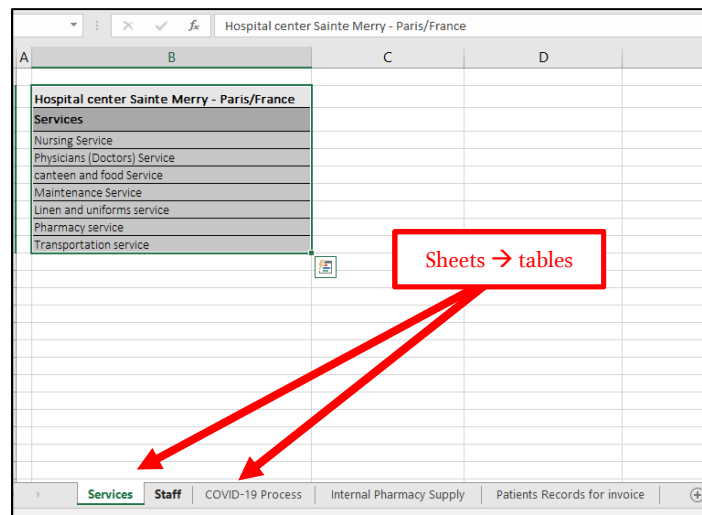 Hospital center Sainte Merry - Paris/France
A B C D
Hospital center Sainte Merry - Paris/France
Services
Nursing Service
Physicians (Doctors) Service
canteen and food Service
Maintenance Service
Linen and uniforms service
Pharmacy service
Transportation service
Sheets → tables
Services Staff COVID-19 Process Internal Pharmacy Supply Patients Records for invoice